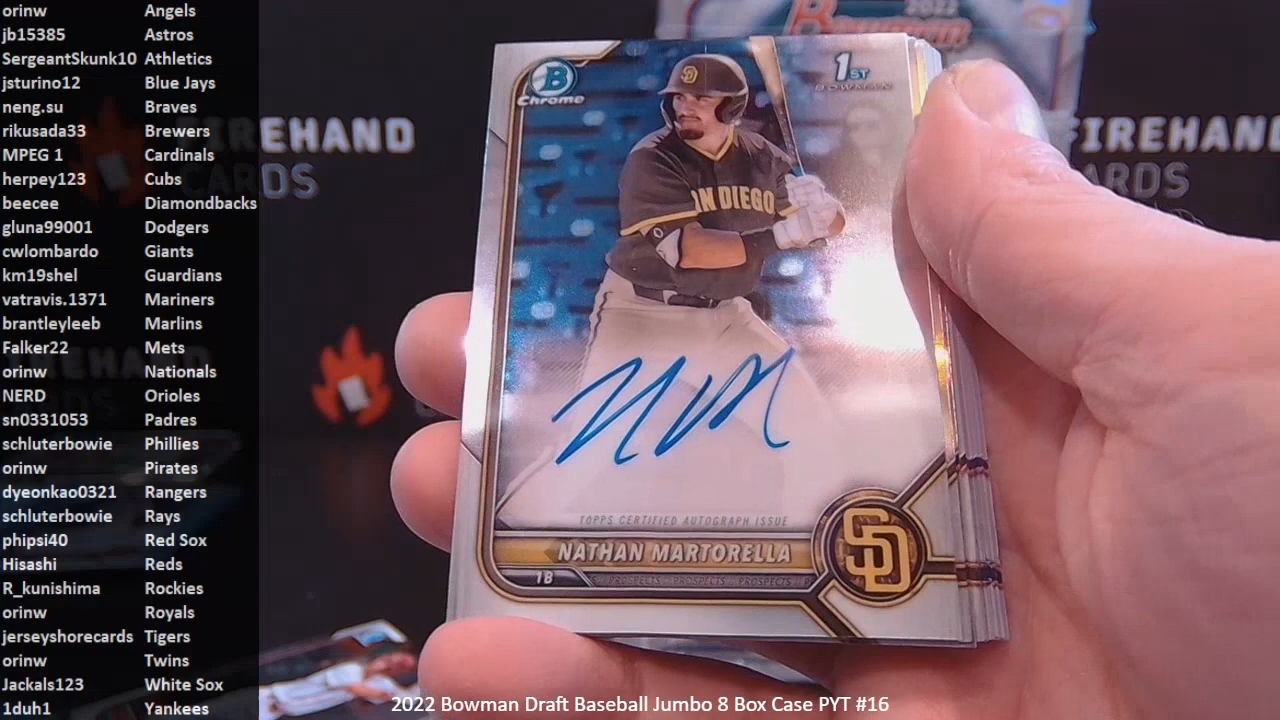 orinw Angels
jb15385 Astros
SergeantSkunk10 Athletics
jsturino12 Blue Jays
neng.su Braves
rikusada33 Brewers
MPEG 1 Cardinals
herpey123 Cubs
beecee Diamondbacks
gluna99001 Dodgers
cwlombardo Giants
km19shel Guardians
vatravis.1371 Mariners
brantleyleeb Marlins
Falker22 Mets
orinw Nationals
NERD Orioles
sn0331053 Padres
schluterbowie Phillies
orinw Pirates
dyeonkao0321 Rangers
schluterbowie Rays
phipsi40 Red Sox
Hisashi Reds
R_kunishima Rockies
orinw Royals
jerseyshorecards Tigers
orinw Twins
Jackals123 White Sox
1duh1 Yankees
2022
Bowman
FIREHAND
CARDS
FIREHAND
CARDS
FIREHAND
B
Chrome
1ST
BOWMAN
SD
N DIEGO
TOPPS CERTIFIED AUTOGRAPH ISSUE
NATHAN MARTORELLA
1B
PROSPECTS PROSPECTS PROSPECTS
SD
2022 Bowman Draft Baseball Jumbo 8 Box Case PYT #16